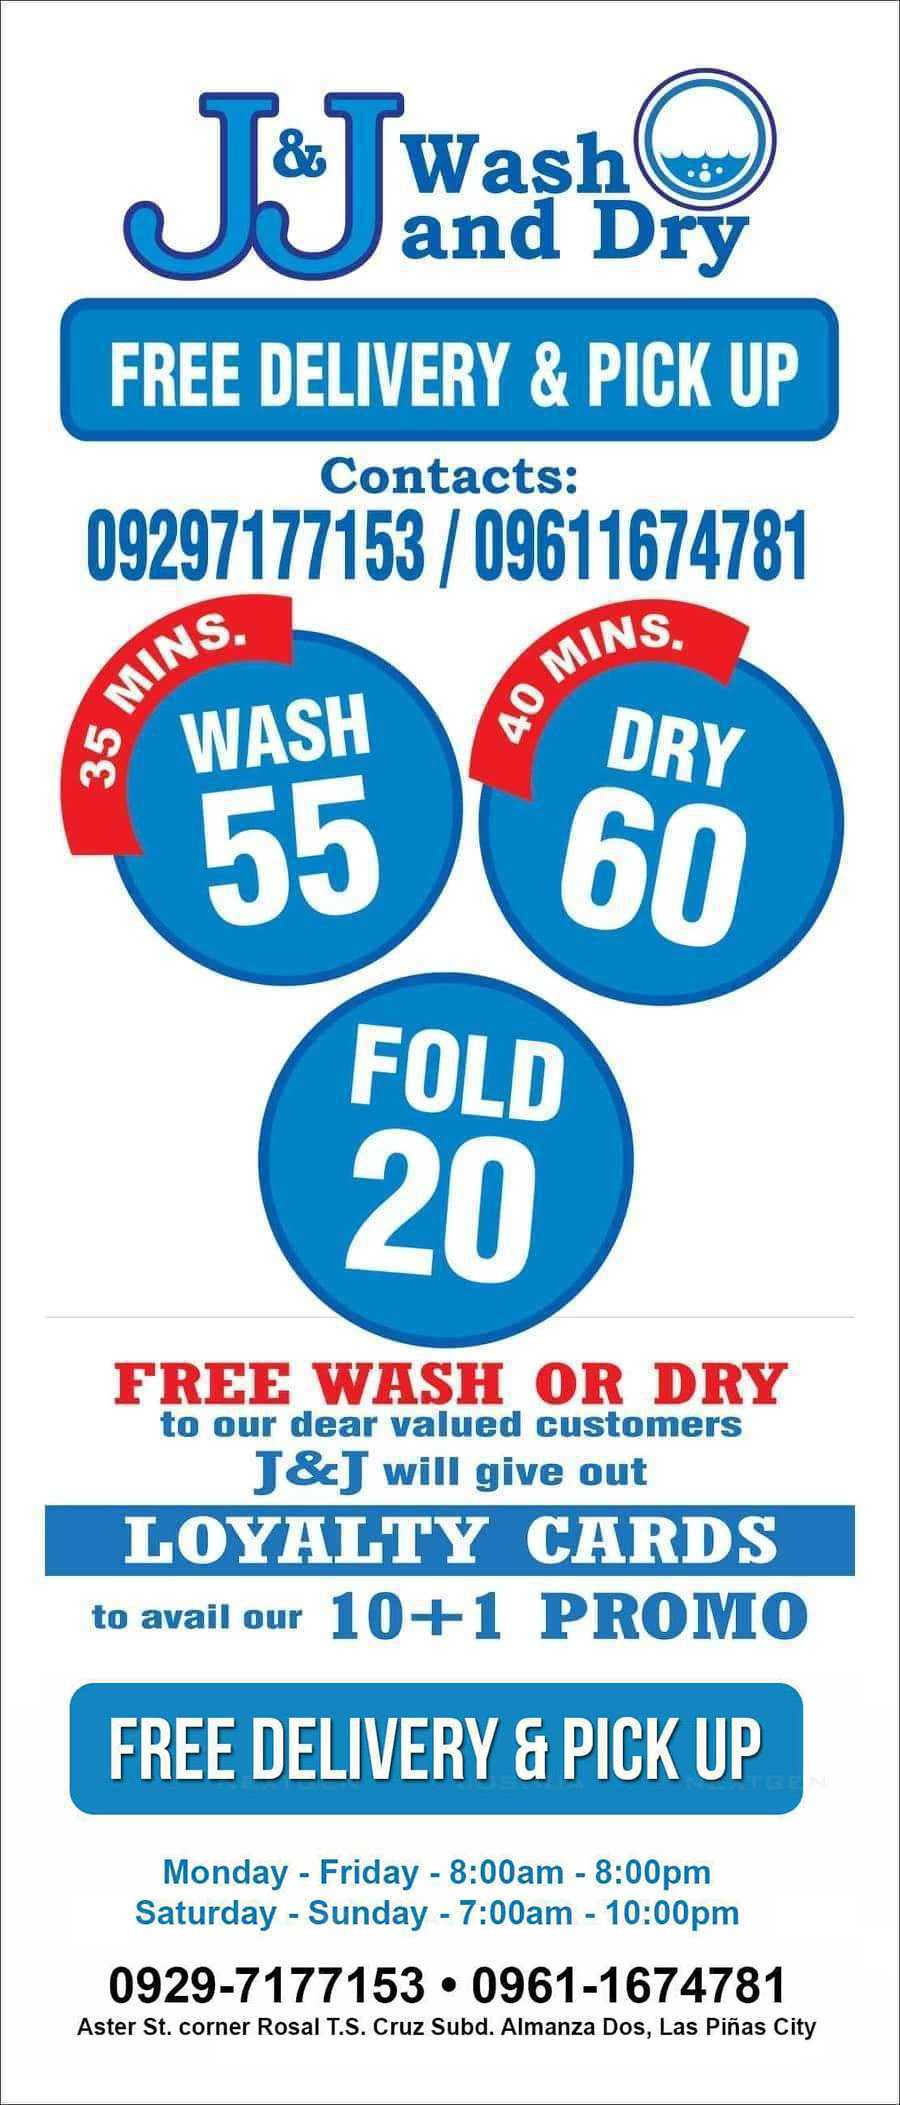 J&J Wash
and Dry
FREE DELIVERY & PICK UP
Contacts:
09297177153 / 09611674781
35 MINS.
WASH
55
40 MINS.
DRY
60
FOLD
20
FREE WASH OR DRY
to our dear valued customers
J&J will give out
LOYALTY CARDS
to avail our 10+1 PROMO
FREE DELIVERY & PICK UP
NEXTGEN JOSHUA NEXTGEN
Monday - Friday - 8:00am - 8:00pm
Saturday - Sunday - 7:00am - 10:00pm
0929-7177153 • 0961-1674781
Aster St. corner Rosal T.S. Cruz Subd. Almanza Dos, Las Piñas City